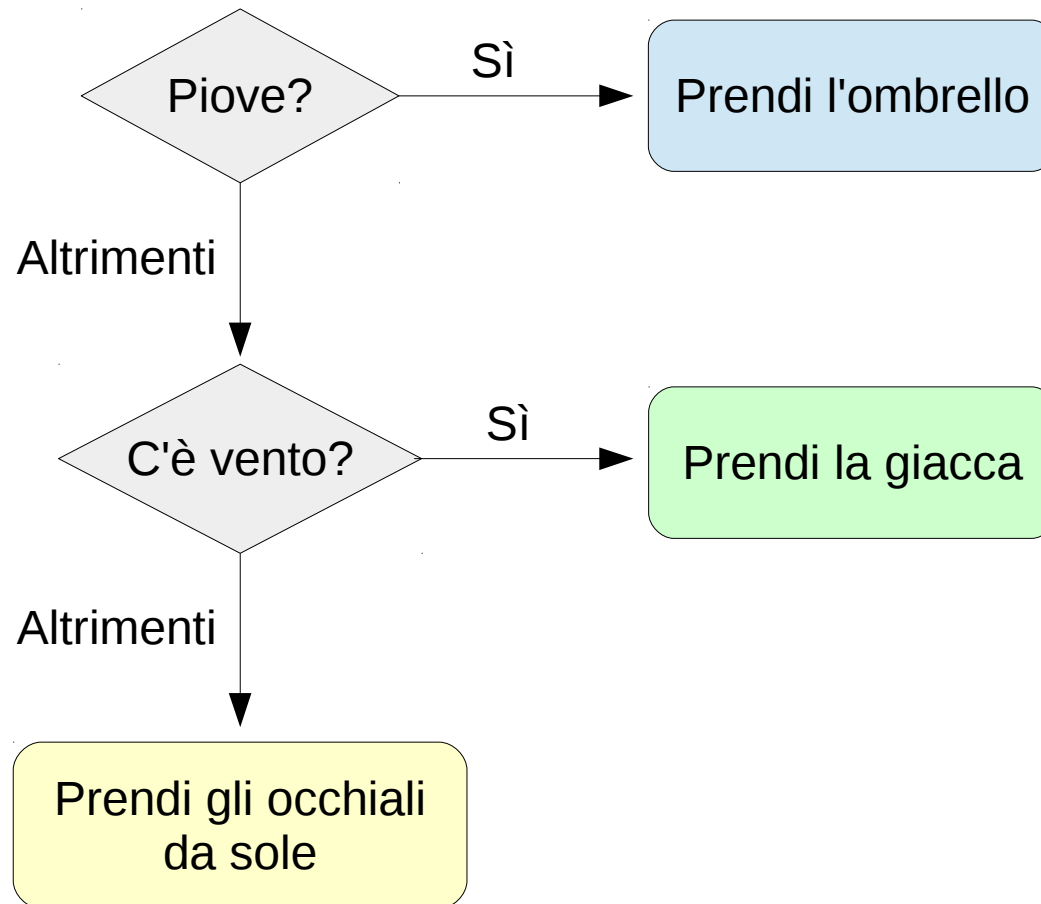 Piove?
Sì
Prendi l'ombrello
Altrimenti
C'è vento?
Sì
Prendi la giacca
Altrimenti
Prendi gli occhiali
da sole